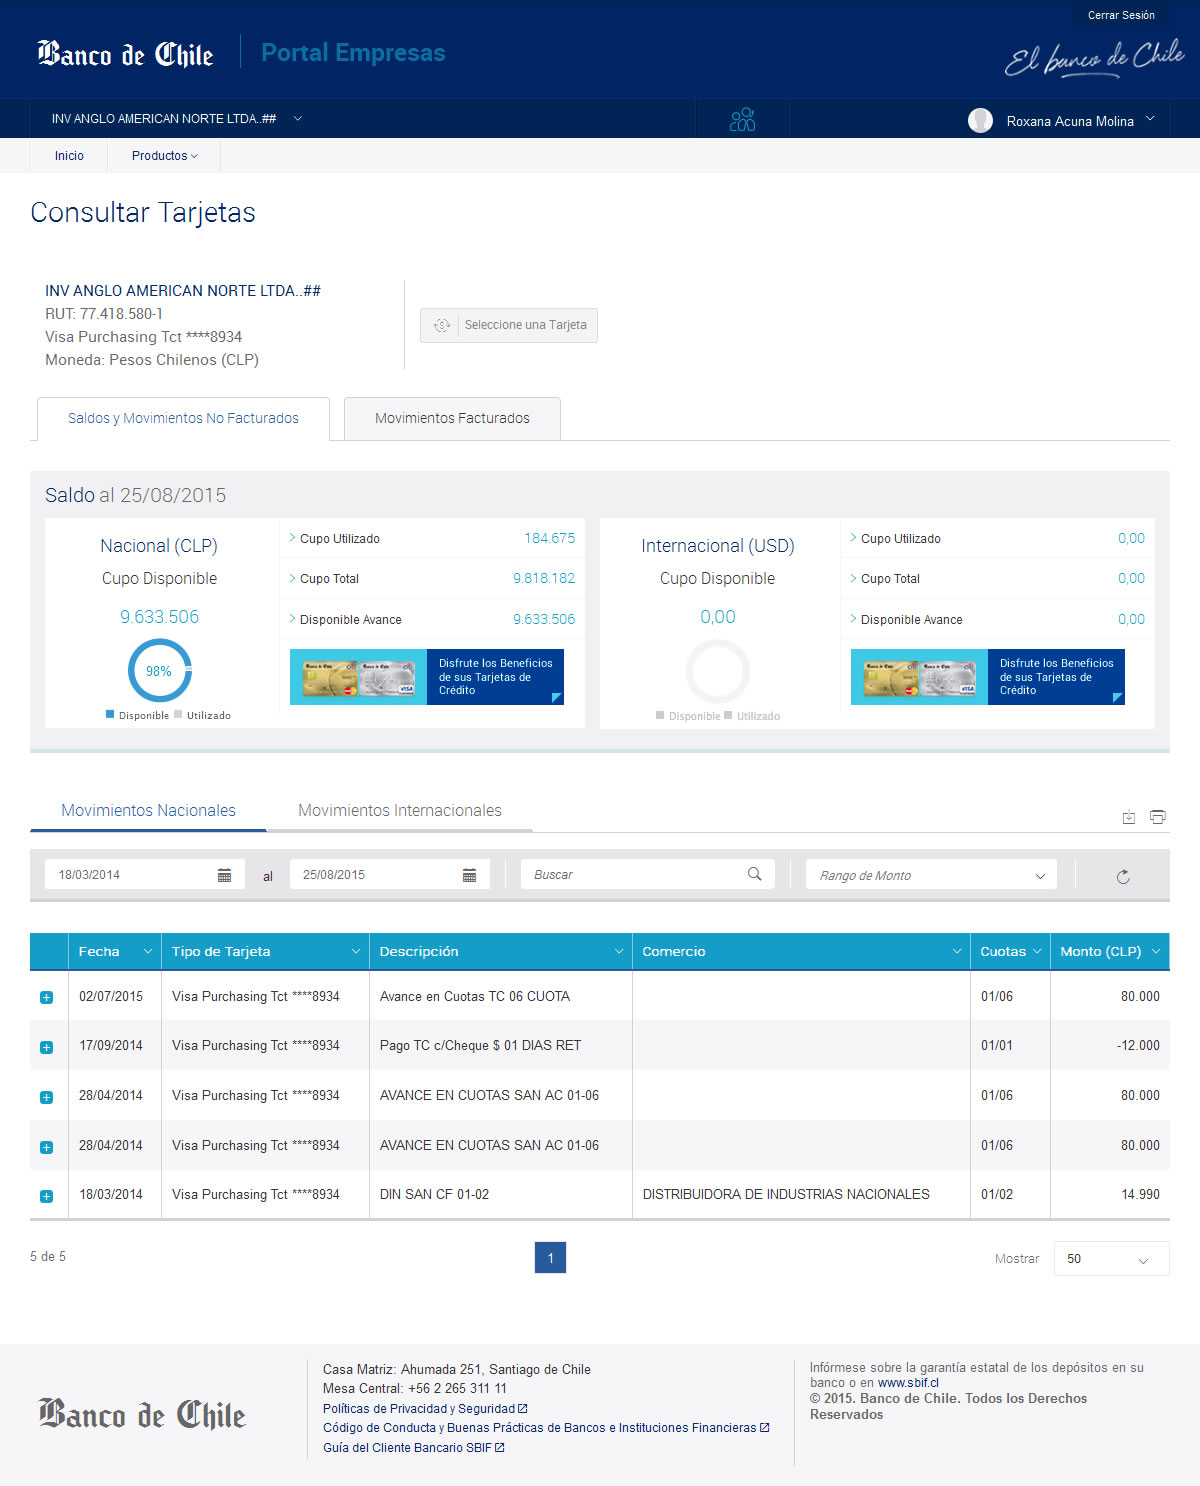 Cerrar Sesión
Banco de Chile
Portal Empresas
El banco de Chile
INV ANGLO AMERICAN NORTE LTDA..##
Roxana Acuna Molina
Inicio
Productos
Consultar Tarjetas
INV ANGLO AMERICAN NORTE LTDA..##
RUT: 77.418.580-1
Visa Purchasing Tct ****8934
Moneda: Pesos Chilenos (CLP)
Seleccione una Tarjeta
Saldos y Movimientos No Facturados
Movimientos Facturados
Saldo al 25/08/2015
Nacional (CLP)
Cupo Disponible
9.633.506
98%
Disponible Utilizado
Cupo Utilizado 184.675
Cupo Total 9.818.182
Disponible Avance 9.633.506
Disfrute los Beneficios
de sus Tarjetas de
Crédito
Internacional (USD)
Cupo Disponible
0,00
Disponible Utilizado
Cupo Utilizado 0,00
Cupo Total 0,00
Disponible Avance 0,00
Disfrute los Beneficios
de sus Tarjetas de
Crédito
Movimientos Nacionales
Movimientos Internacionales
18/03/2014 al 25/08/2015 Buscar Rango de Monto
Fecha Tipo de Tarjeta Descripción Comercio Cuotas Monto (CLP)
02/07/2015 Visa Purchasing Tct ****8934 Avance en Cuotas TC 06 CUOTA 01/06 80.000
17/09/2014 Visa Purchasing Tct ****8934 Pago TC c/Cheque $ 01 DIAS RET 01/01 -12.000
28/04/2014 Visa Purchasing Tct ****8934 AVANCE EN CUOTAS SAN AC 01-06 01/06 80.000
28/04/2014 Visa Purchasing Tct ****8934 AVANCE EN CUOTAS SAN AC 01-06 01/06 80.000
18/03/2014 Visa Purchasing Tct ****8934 DIN SAN CF 01-02 DISTRIBUIDORA DE INDUSTRIAS NACIONALES 01/02 14.990
5 de 5
1
Mostrar 50
Banco de Chile
Casa Matriz: Ahumada 251, Santiago de Chile
Mesa Central: +56 2 265 311 11
Políticas de Privacidad y Seguridad
Código de Conducta y Buenas Prácticas de Bancos e Instituciones Financieras
Guía del Cliente Bancario SBIF
Infórmese sobre la garantía estatal de los depósitos en su
banco o en www.sbif.cl
© 2015. Banco de Chile. Todos los Derechos
Reservados